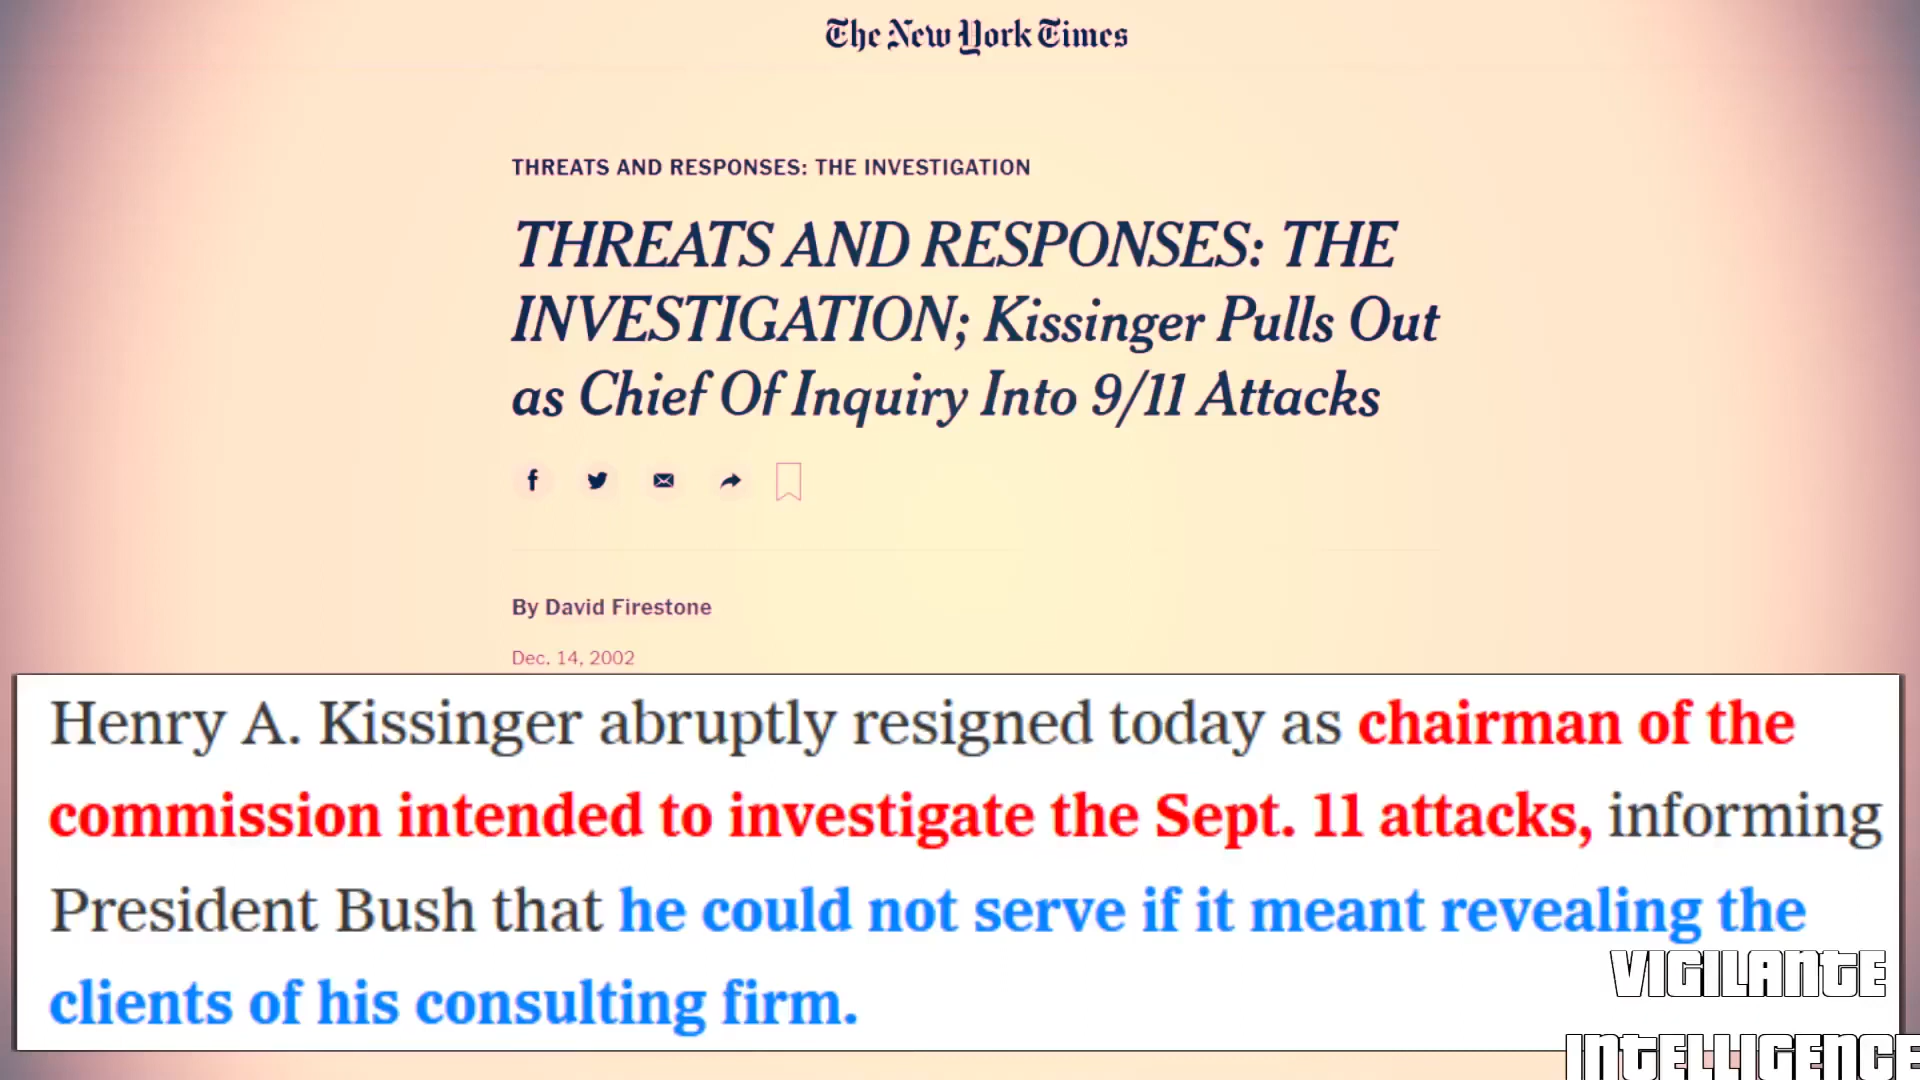 The New York Times
THREATS AND RESPONSES: THE INVESTIGATION
THREATS AND RESPONSES: THE
INVESTIGATION; Kissinger Pulls Out
as Chief Of Inquiry Into 9/11 Attacks
By David Firestone
Dec. 14, 2002
Henry A. Kissinger abruptly resigned today as chairman of the
commission intended to investigate the Sept. 11 attacks, informing
President Bush that he could not serve if it meant revealing the
clients of his consulting firm.
VIGILANTE
INTELLIGENCE